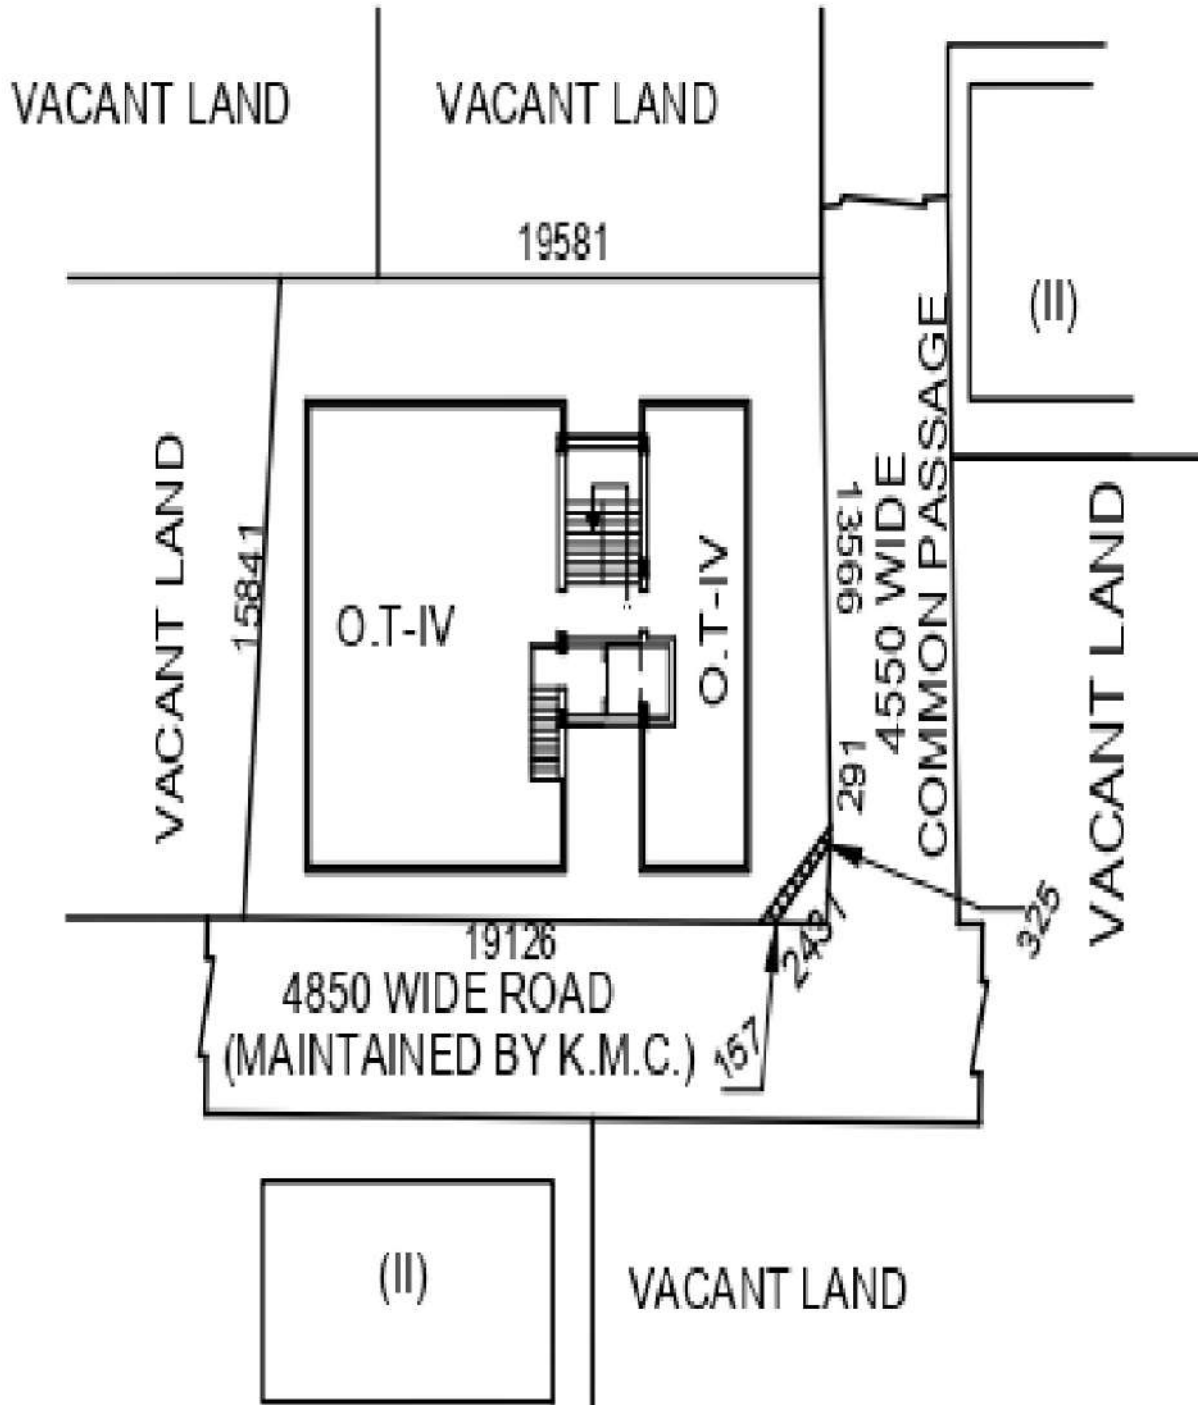 VACANT LAND
VACANT LAND
19581
(II)
VACANT LAND
15841
O.T-IV
O.T-IV
13566
291
4550 WIDE
COMMON PASSAGE
VACANT LAND
325
2437
157
19126
4850 WIDE ROAD
(MAINTAINED BY K.M.C.)
(II)
VACANT LAND